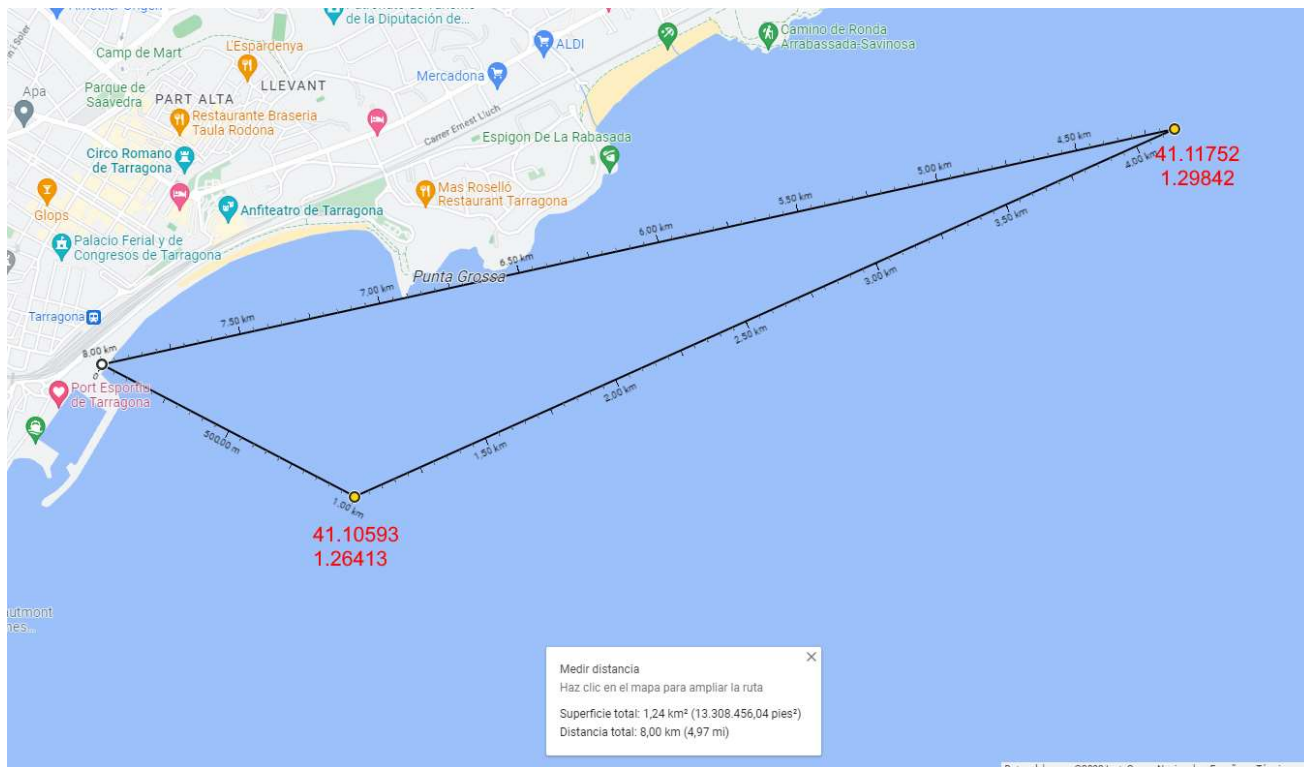 de la Diputación de...
Camino de Ronda
Arrabassada-Savinosa
Camp de Mart
L'Espardenya
ALDI
Mercadona
LLEVANT
Apa
Parque de
Saavedra
PART ALTA
Restaurante Braseria
Taula Rodona
Carrer Ernest Lluch
Espigon De La Rabasada
Circo Romano
de Tarragona
Mas Roselló
Restaurant Tarragona
Glops
Anfiteatro de Tarragona
Palacio Ferial y de
Congresos de Tarragona
Punta Grossa
Tarragona
Port Esportiu
de Tarragona
8,00 km
0
7,50 km
7,00 km
6,50 km
6,00 km
5,50 km
5,00 km
4,50 km
4,00 km
3,50 km
3,00 km
2,50 km
2,00 km
1,50 km
1,00 km
500,00 m
41.11752
1.29842
41.10593
1.26413
Medir distancia
Haz clic en el mapa para ampliar la ruta
Superficie total: 1,24 km² (13.308.456,04 pies²)
Distancia total: 8,00 km (4,97 mi)